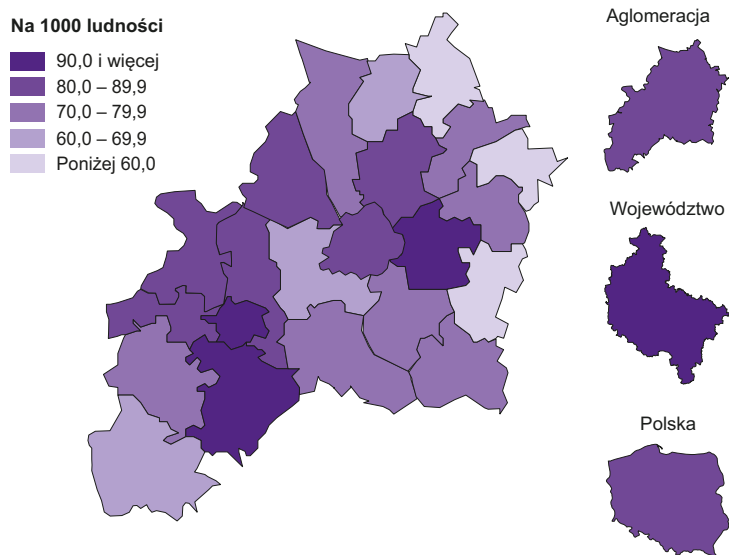 Na 1000 ludności
90,0 i więcej
80,0 – 89,9
70,0 – 79,9
60,0 – 69,9
Poniżej 60,0
Aglomeracja
Województwo
Polska